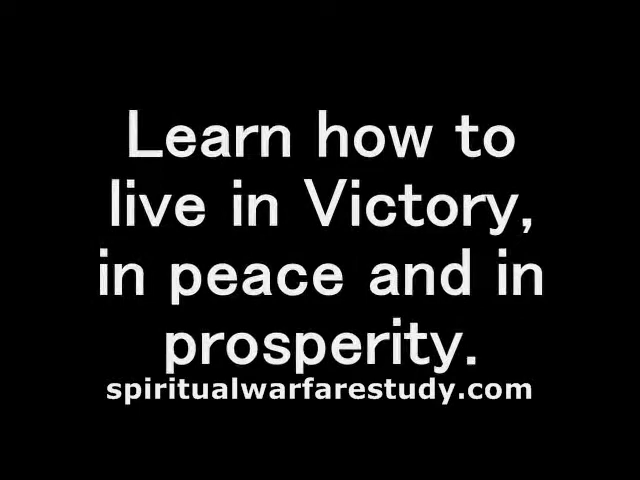 Learn how to
live in Victory,
in peace and in
prosperity.
spiritualwarfarestudy.com